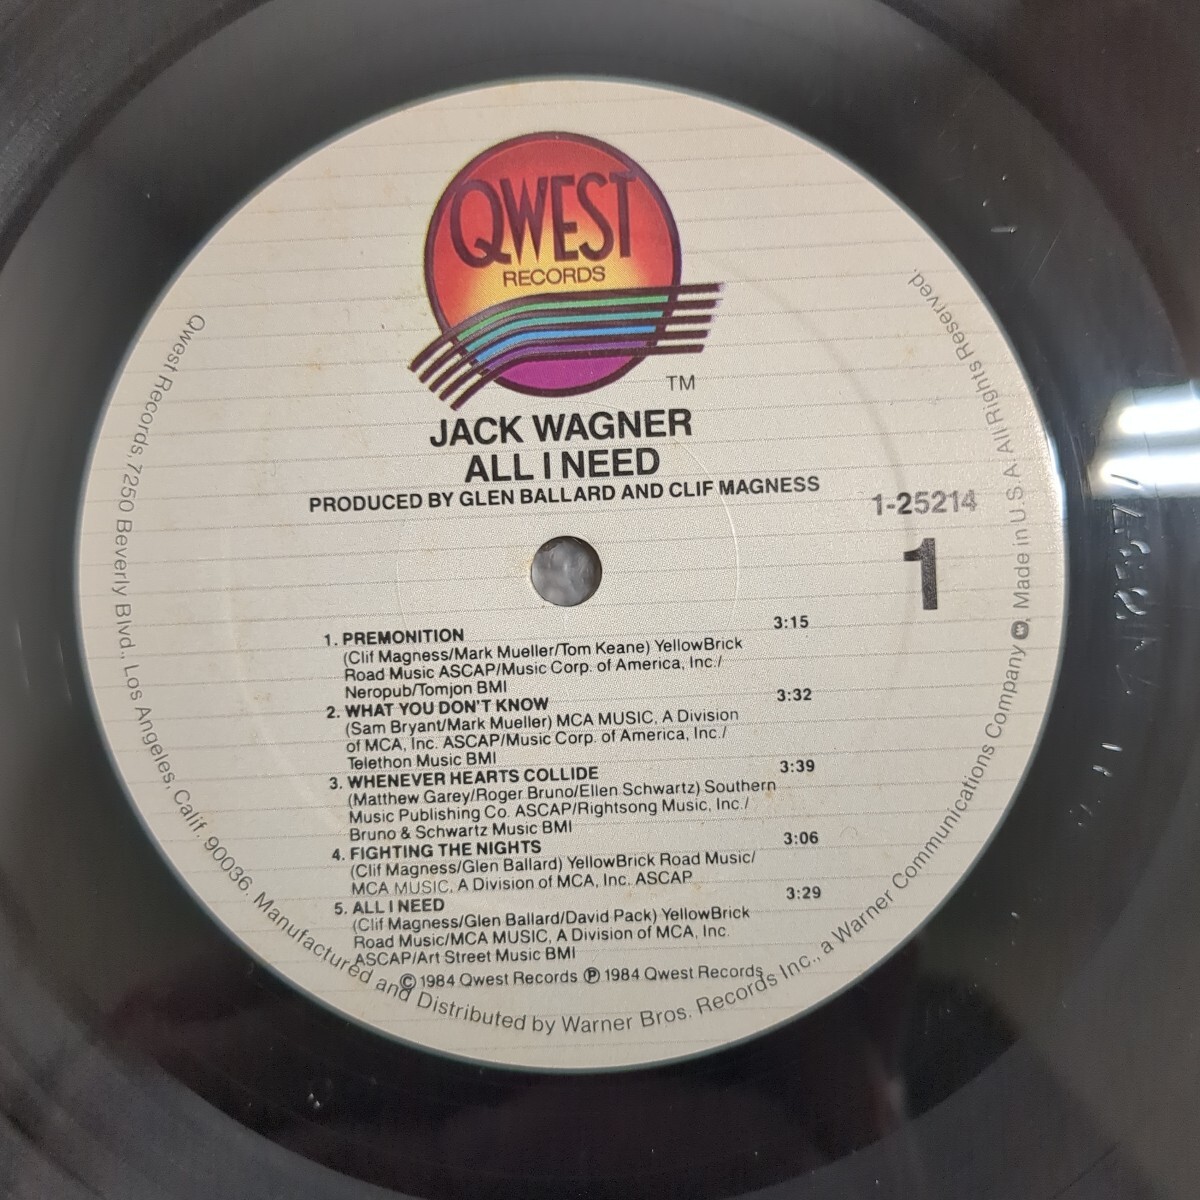 QWEST
RECORDS
TM
JACK WAGNER
ALL I NEED
PRODUCED BY GLEN BALLARD AND CLIF MAGNESS
1-25214
1
1. PREMONITION 3:15
(Clif Magness/Mark Mueller/Tom Keane) YellowBrick
Road Music ASCAP/Music Corp. of America, Inc./
Neropub/Tomjon BMI
2. WHAT YOU DON'T KNOW 3:32
(Sam Bryant/Mark Mueller) MCA MUSIC, A Division
of MCA, Inc. ASCAP/Music Corp. of America, Inc./
Telethon Music BMI
3. WHENEVER HEARTS COLLIDE 3:39
(Matthew Garey/Roger Bruno/Ellen Schwartz) Southern
Music Publishing Co. ASCAP/Rightsong Music, Inc./
Bruno & Schwartz Music BMI
4. FIGHTING THE NIGHTS 3:06
(Clif Magness/Glen Ballard) YellowBrick Road Music/
MCA MUSIC, A Division of MCA, Inc. ASCAP
5. ALL I NEED 3:29
(Clif Magness/Glen Ballard/David Pack) YellowBrick
Road Music/MCA MUSIC, A Division of MCA, Inc.
ASCAP/Art Street Music BMI
© 1984 Qwest Records ℗ 1984 Qwest Records
Qwest Records, 7250 Beverly Blvd., Los Angeles, Calif. 90036. Manufactured and Distributed by Warner Bros. Records Inc., a Warner Communications Company W. Made in U.S.A. All Rights Reserved.